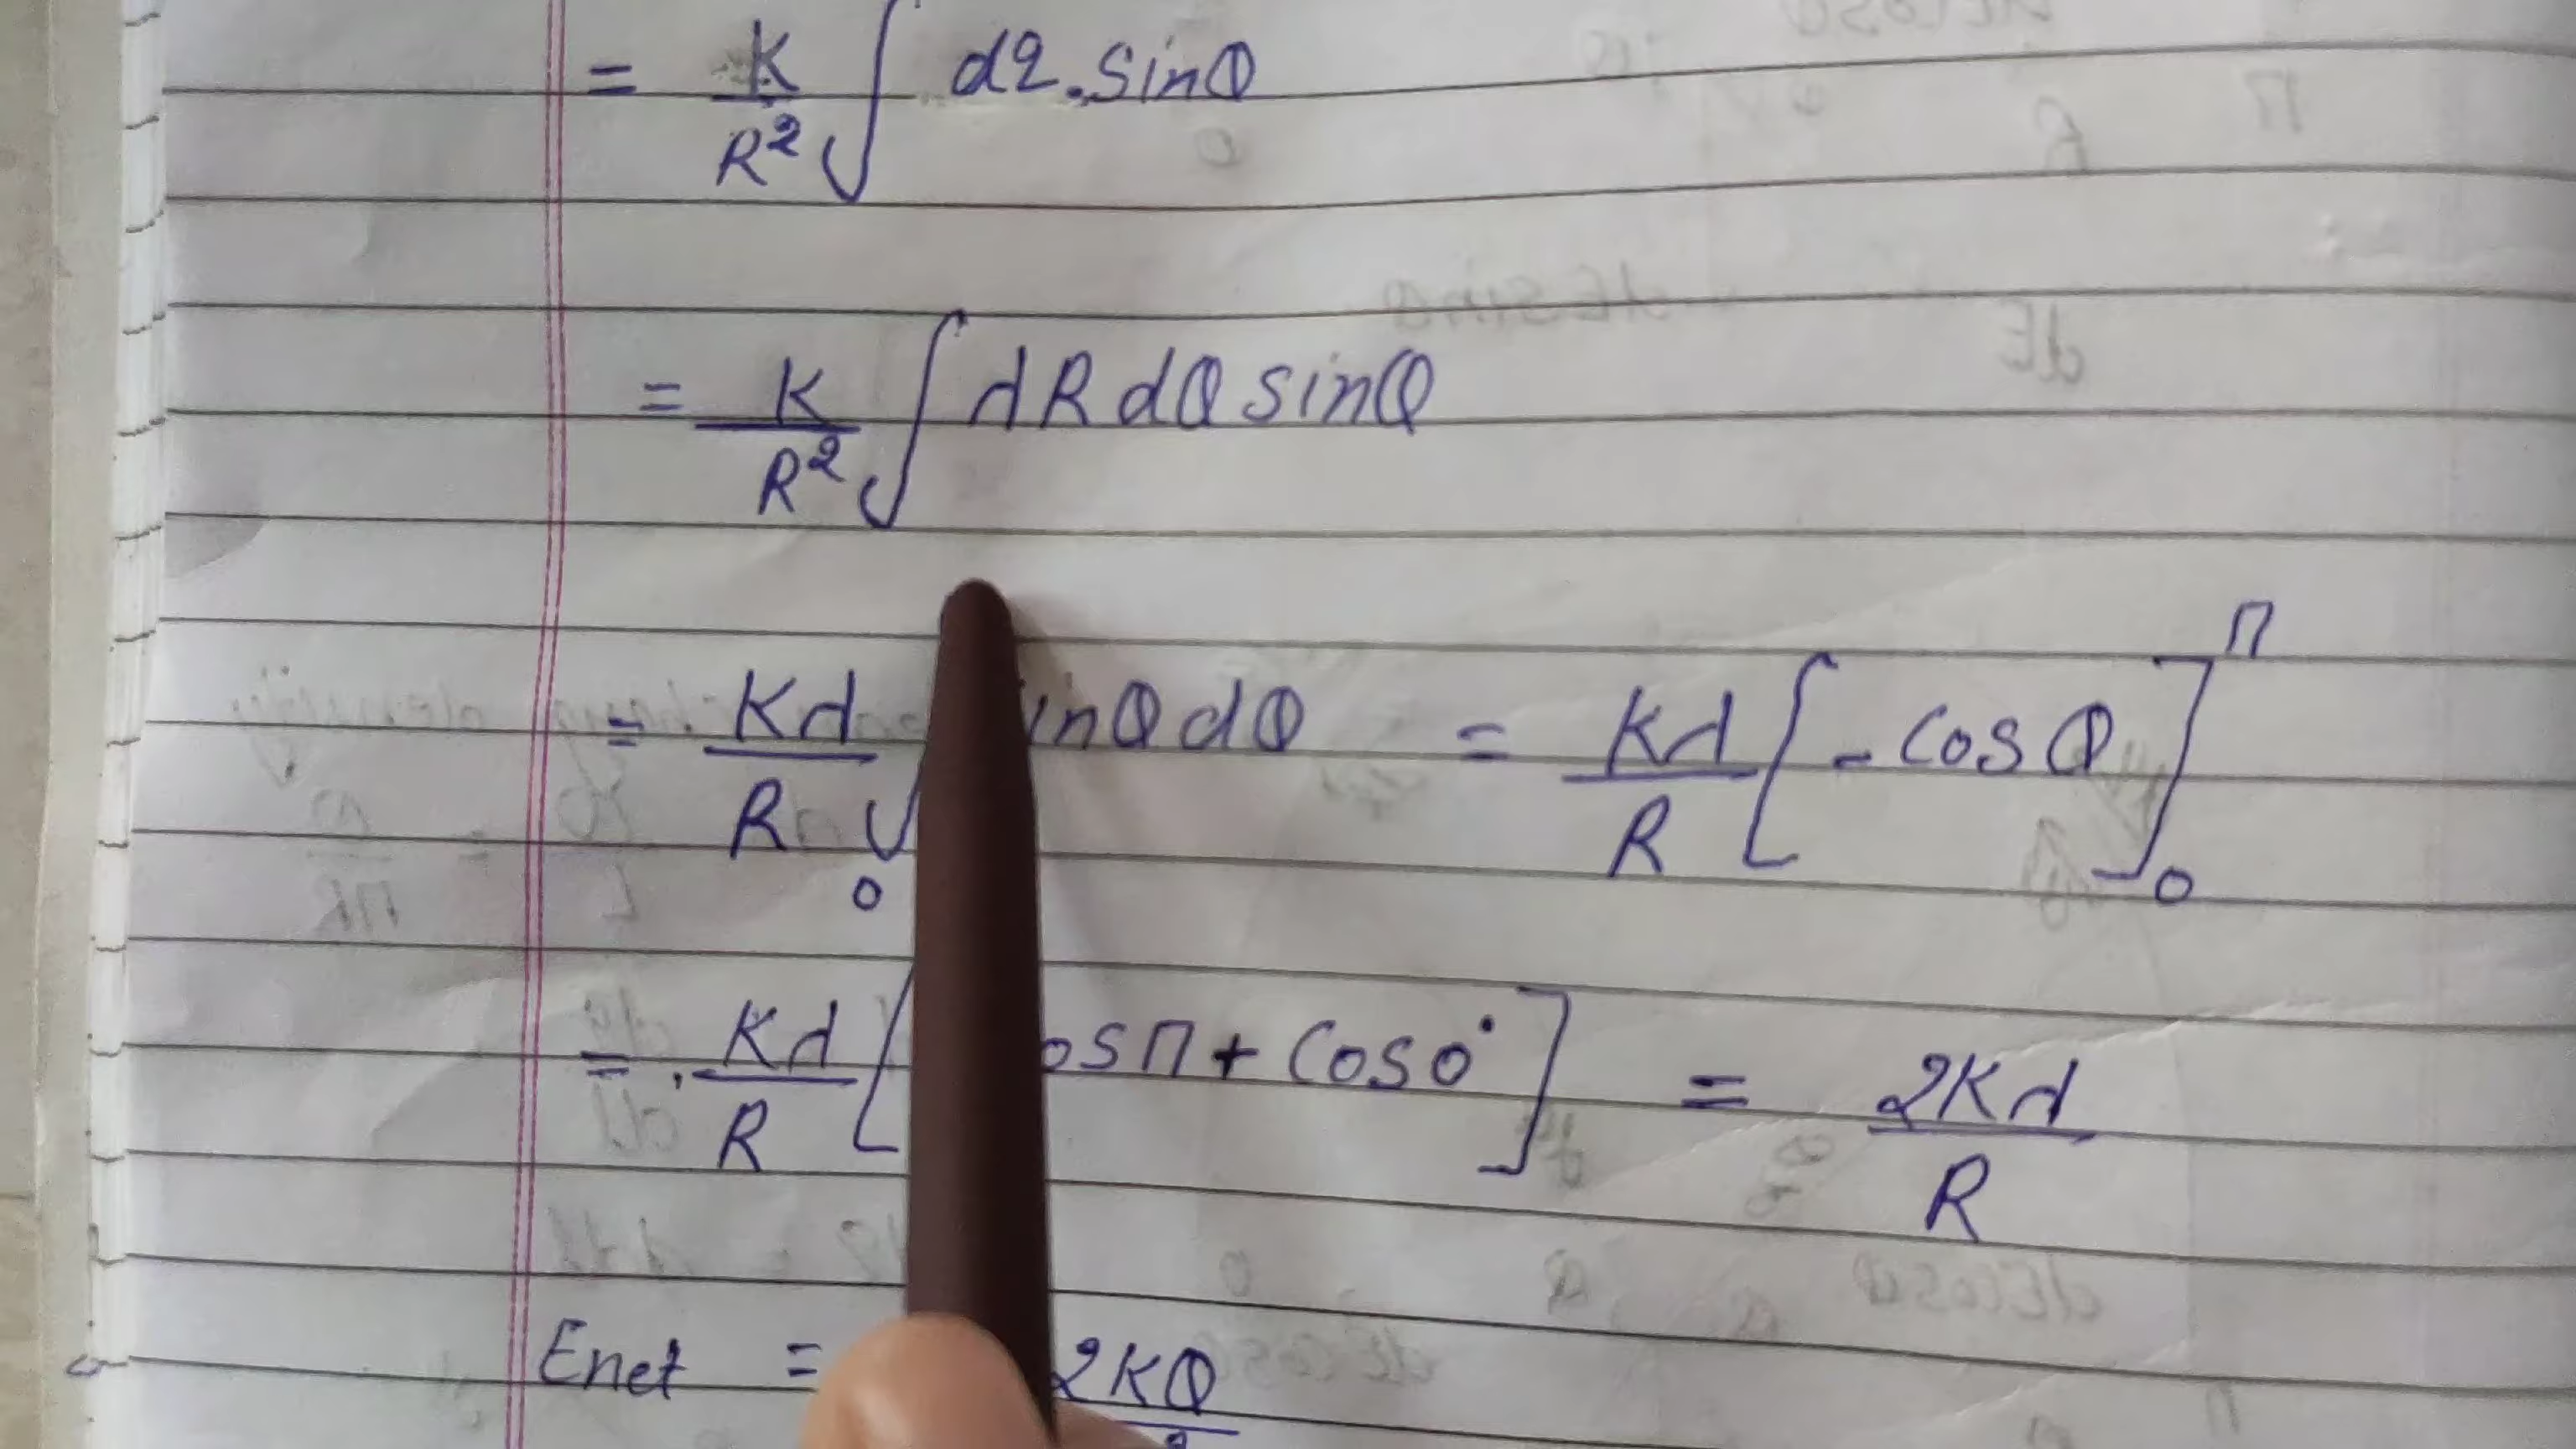 = K/R² ∫ dq . sinθ
= K/R² ∫ λ R dθ sinθ
= Kλ/R ∫₀ inθ dθ = Kλ/R [ - cosθ ]₀^π
= . Kλ/R [ osπ + cos0° ] = 2Kλ/R
Enet = 2KQ